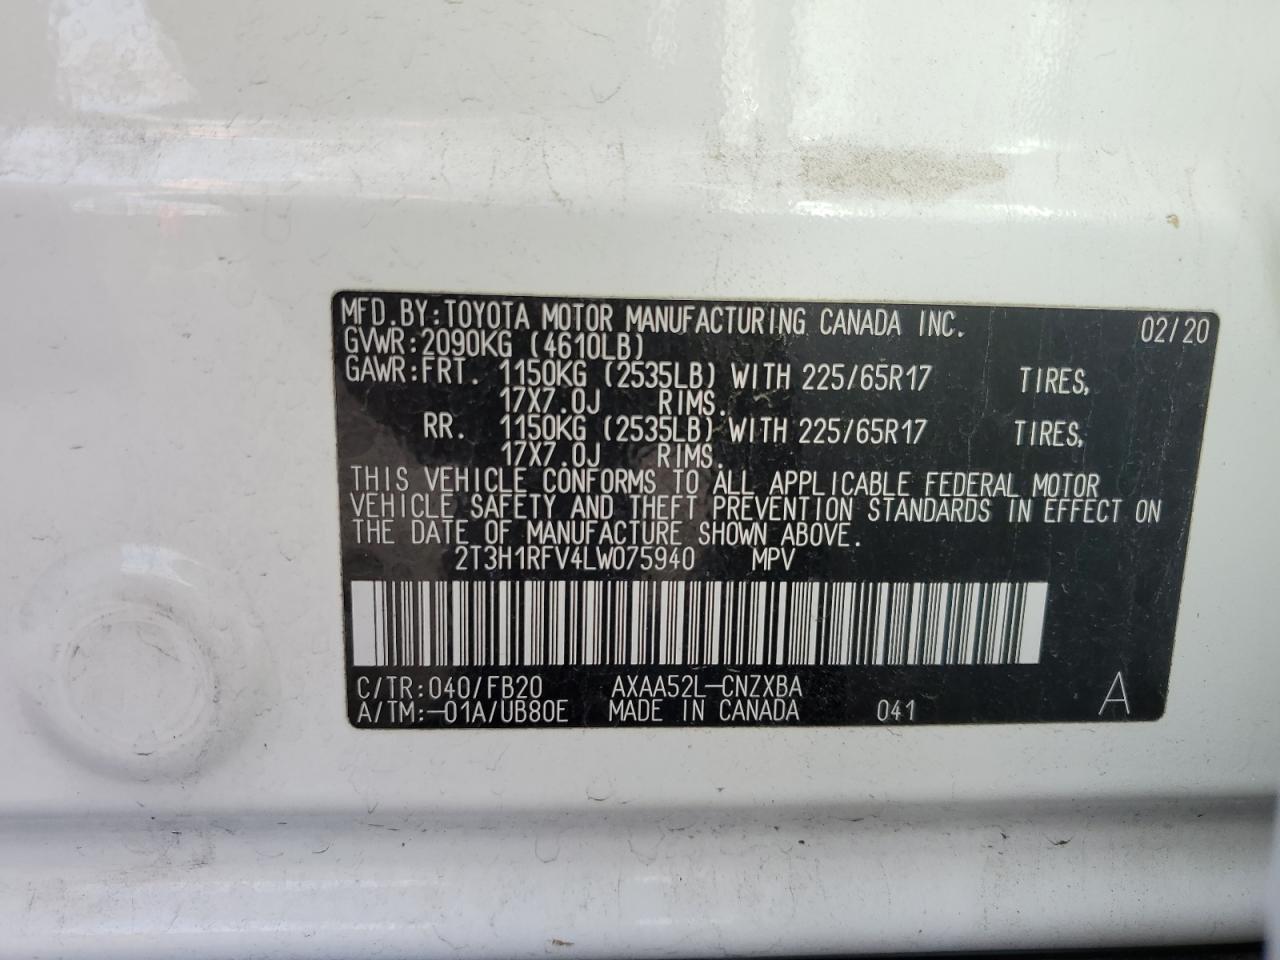 MFD. BY: TOYOTA MOTOR MANUFACTURING CANADA INC. 02/20
GVWR: 2090KG (4610LB)
GAWR: FRT. 1150KG (2535LB) WITH 225/65R17 TIRES,
17X7.0J RIMS.
RR. 1150KG (2535LB) WITH 225/65R17 TIRES,
17X7.0J RIMS.
THIS VEHICLE CONFORMS TO ALL APPLICABLE FEDERAL MOTOR
VEHICLE SAFETY AND THEFT PREVENTION STANDARDS IN EFFECT ON
THE DATE OF MANUFACTURE SHOWN ABOVE.
2T3H1RFV4LW075940 MPV
C/TR: 040/FB20 AXAA52L-CNZXBA
A/TM: -01A/UB80E MADE IN CANADA 041 A